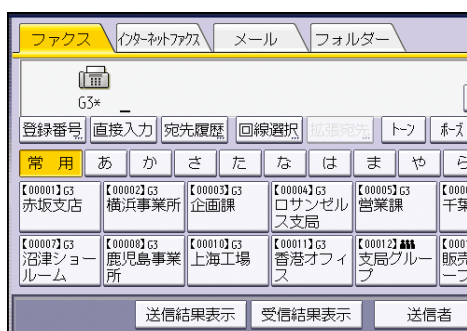 ファクス インターネットファクス メール フォルダー
G3* _
登録番号 直接入力 宛先履歴 回線選択 拡張宛先 トーン ポーズ
常用 あ か さ た な は ま や ら
【00001】G3 【00002】G3 【00003】G3 【00004】G3 【00005】G3
赤坂支店 横浜事業所 企画課 ロサンゼル 営業課 千葉
ス支局
【00007】G3 【00008】G3 【00010】G3 【00011】G3 【00012】
沼津ショー 鹿児島事業 上海工場 香港オフィ 支局グルー 販売
ルーム 所 ス プ
送信結果表示 受信結果表示 送信者